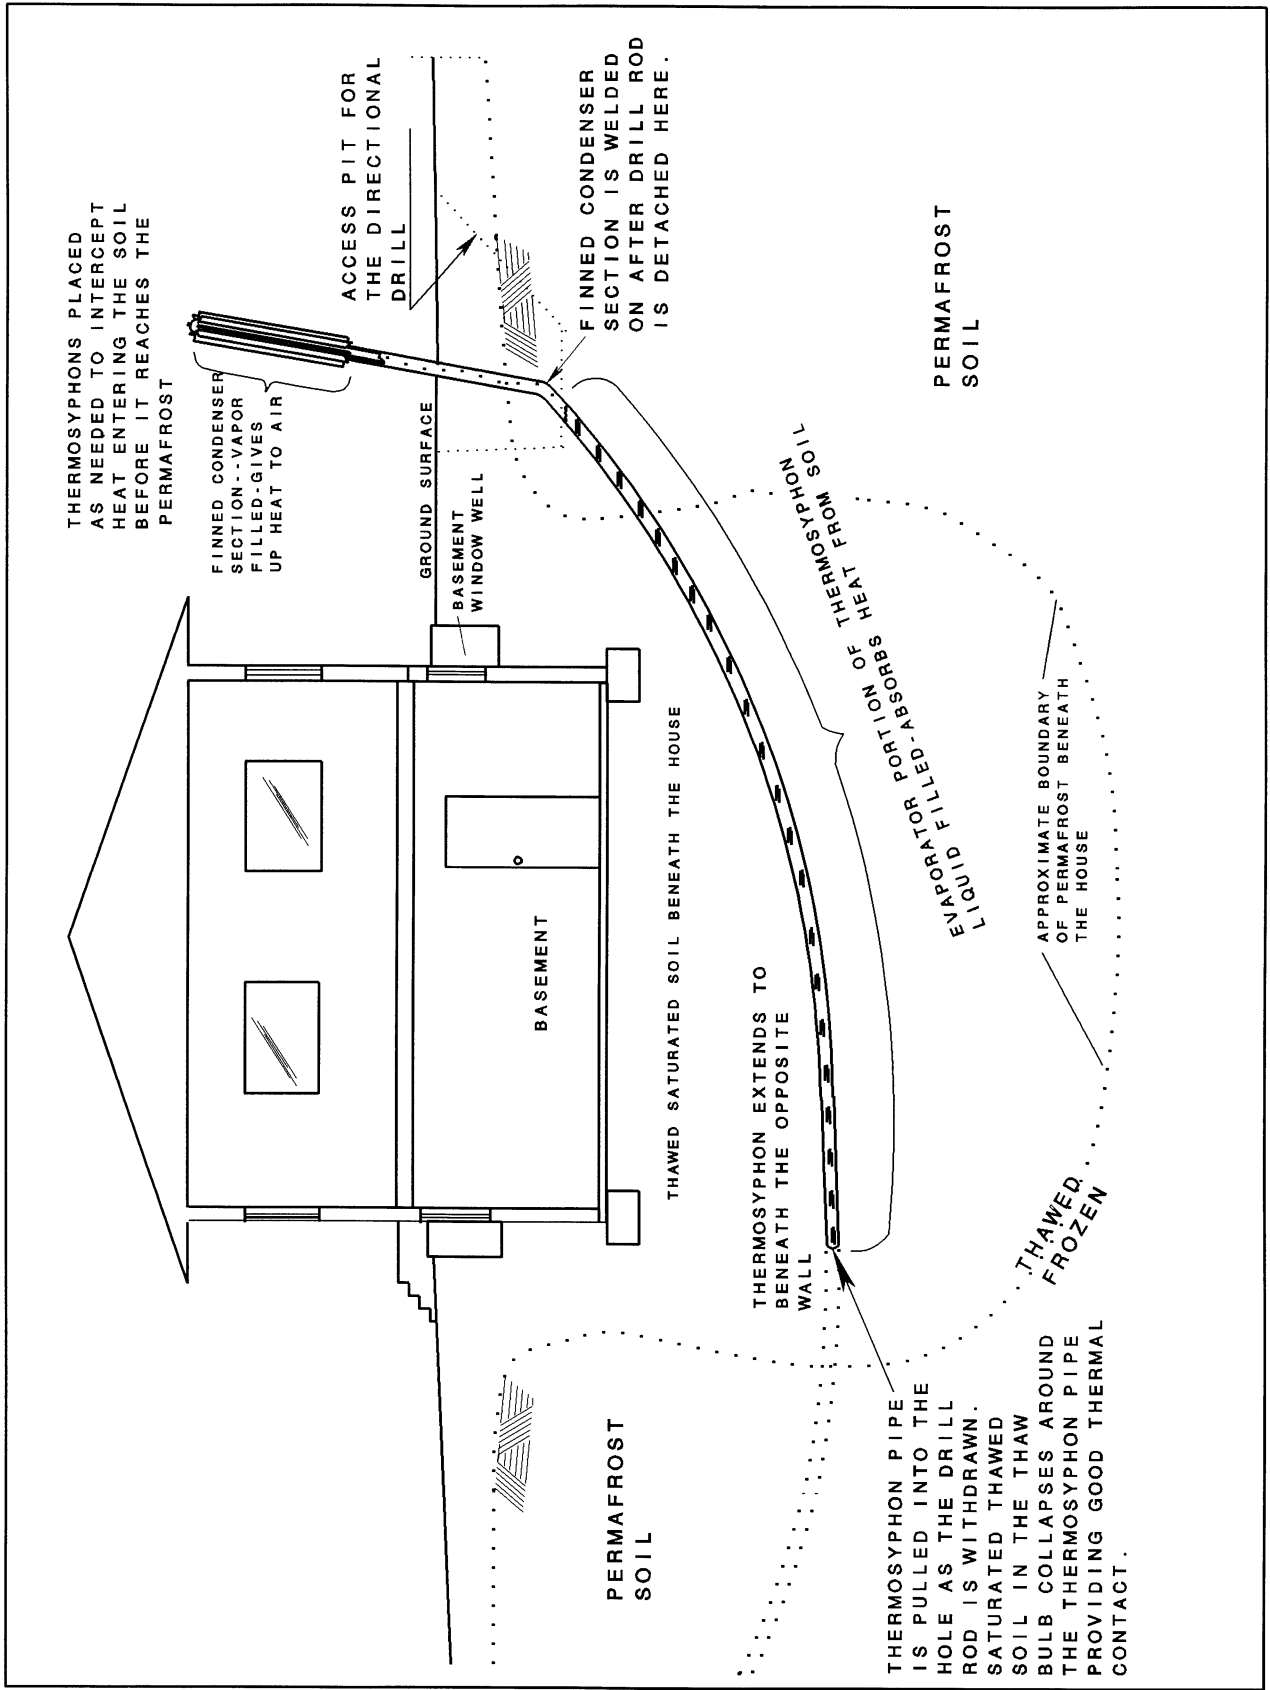 THERMOSYPHONS PLACED
AS NEEDED TO INTERCEPT
HEAT ENTERING THE SOIL
BEFORE IT REACHES THE
PERMAFROST
FINNED CONDENSER
SECTION--VAPOR
FILLED-GIVES
UP HEAT TO AIR
ACCESS PIT FOR
THE DIRECTIONAL
DRILL
GROUND SURFACE
BASEMENT
WINDOW WELL
FINNED CONDENSER
SECTION IS WELDED
ON AFTER DRILL ROD
IS DETACHED HERE.
BASEMENT
THAWED SATURATED SOIL BENEATH THE HOUSE
PERMAFROST
SOIL
PERMAFROST
SOIL
THERMOSYPHON EXTENDS TO
BENEATH THE OPPOSITE
WALL
EVAPORATOR PORTION OF THERMOSYPHON
LIQUID FILLED-ABSORBS HEAT FROM SOIL
THERMOSYPHON PIPE
IS PULLED INTO THE
HOLE AS THE DRILL
ROD IS WITHDRAWN.
SATURATED THAWED
SOIL IN THE THAW
BULB COLLAPSES AROUND
THE THERMOSYPHON PIPE
PROVIDING GOOD THERMAL
CONTACT.
THAWED
FROZEN
APPROXIMATE BOUNDARY
OF PERMAFROST BENEATH
THE HOUSE